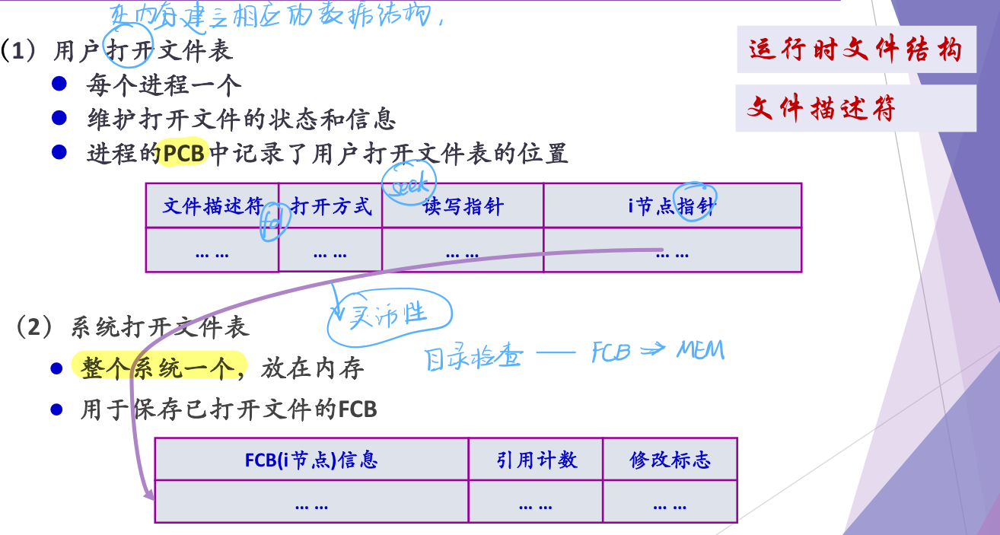 在内存建立相应的数据结构,
(1)用户打开文件表
运行时文件结构
● 每个进程一个
文件描述符
● 维护打开文件的状态和信息
● 进程的PCB中记录了用户打开文件表的位置
seek
文件描述符 打开方式 读写指针 i节点指针
fd
… … … … … … … …
灵活性
(2)系统打开文件表
目录检查 —— FCB ⇒ MEM
● 整个系统一个,放在内存
● 用于保存已打开文件的FCB
FCB(i节点)信息 引用计数 修改标志
… … … … … …